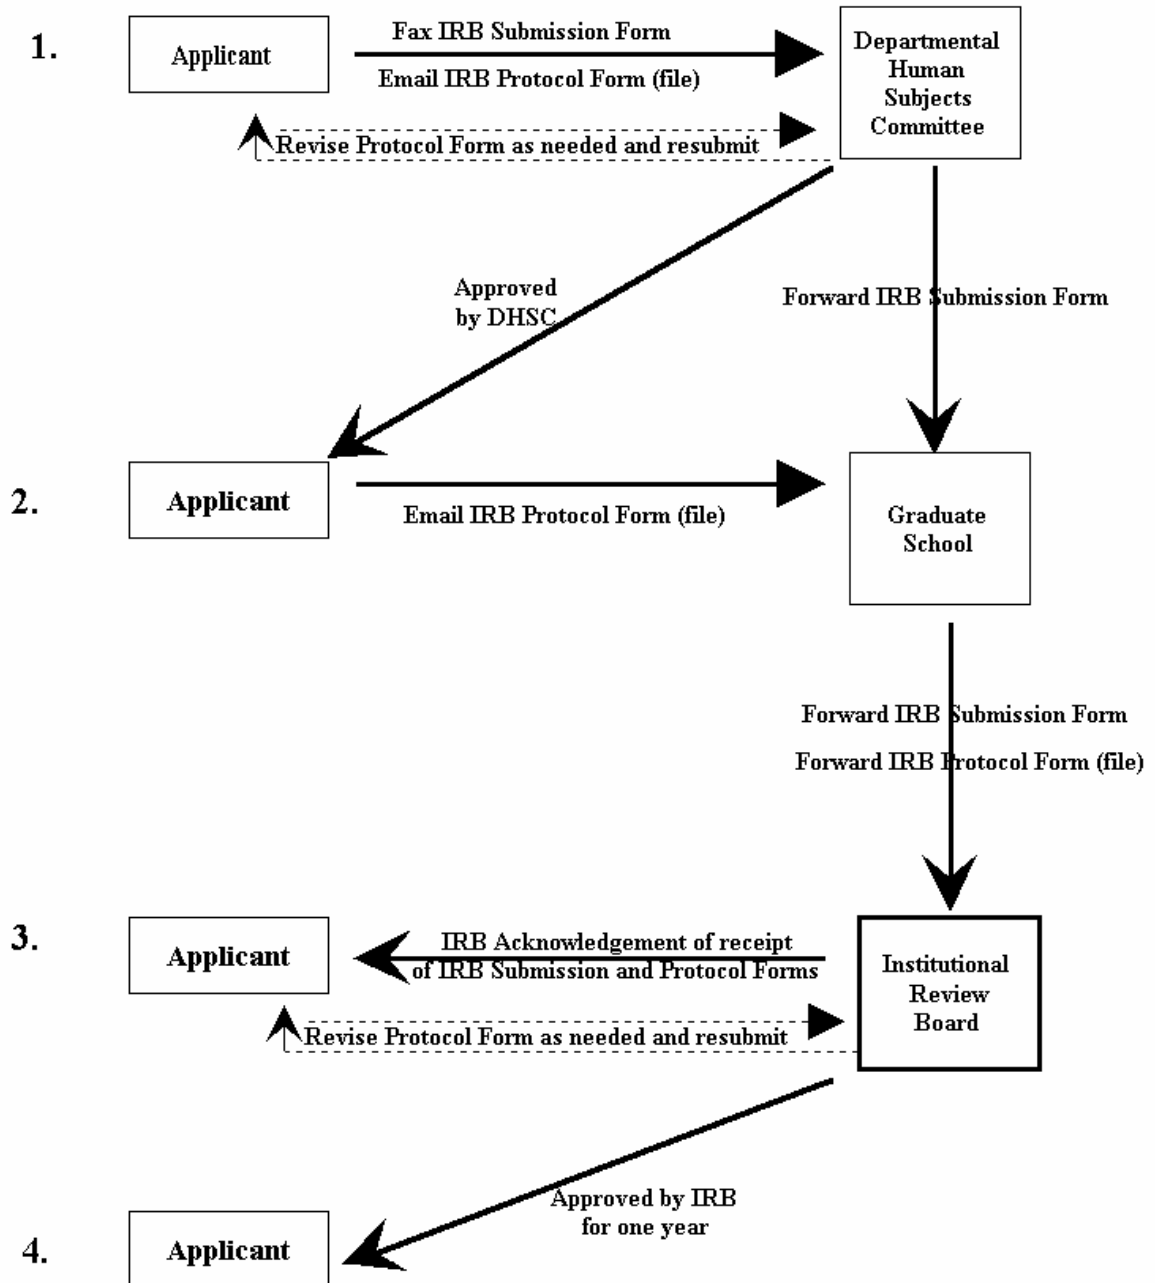 1.
Applicant
Fax IRB Submission Form
Email IRB Protocol Form (file)
Departmental
Human
Subjects
Committee
Revise Protocol Form as needed and resubmit
Approved
by DHSC
Forward IRB Submission Form
2.
Applicant
Email IRB Protocol Form (file)
Graduate
School
Forward IRB Submission Form
Forward IRB Protocol Form (file)
3.
Applicant
IRB Acknowledgement of receipt
of IRB Submission and Protocol Forms
Institutional
Review
Board
Revise Protocol Form as needed and resubmit
Approved by IRB
for one year
4.
Applicant